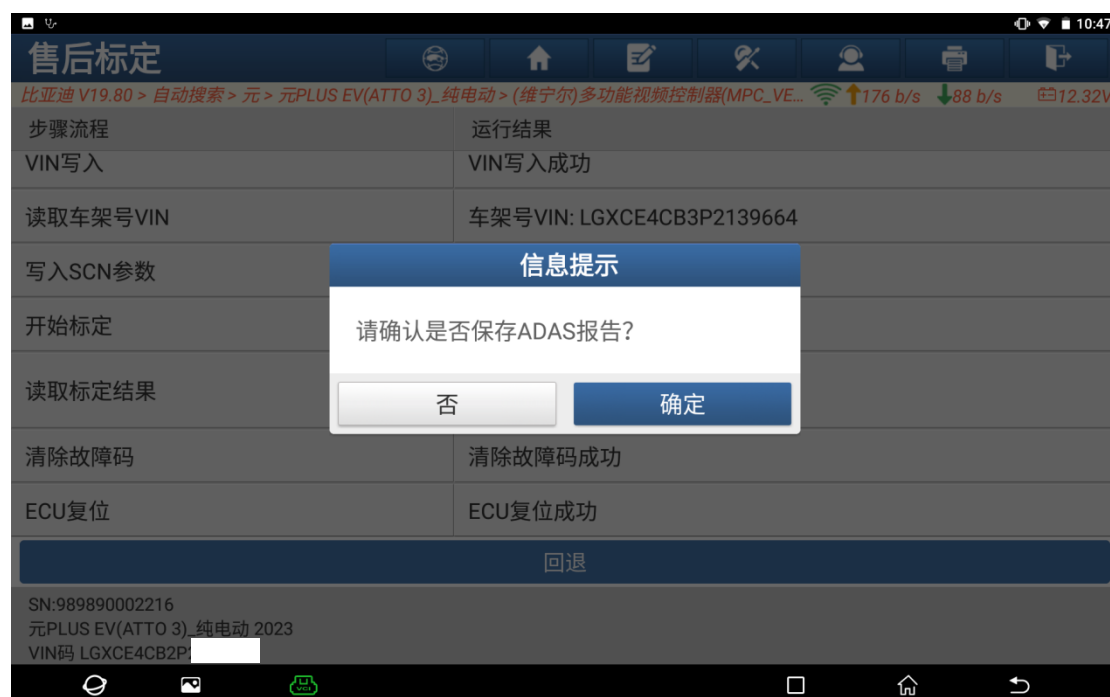 10:47
售后标定
比亚迪 V19.80 > 自动搜索 > 元 > 元PLUS EV(ATTO 3)_纯电动 > (维宁尔)多功能视频控制器(MPC_VE... 176 b/s 88 b/s 12.32V
步骤流程 运行结果
VIN写入 VIN写入成功
读取车架号VIN 车架号VIN: LGXCE4CB3P2139664
写入SCN参数
信息提示
开始标定
请确认是否保存ADAS报告?
读取标定结果
否 确定
清除故障码 清除故障码成功
ECU复位 ECU复位成功
回退
SN:989890002216
元PLUS EV(ATTO 3)_纯电动 2023
VIN码 LGXCE4CB2P
VCI